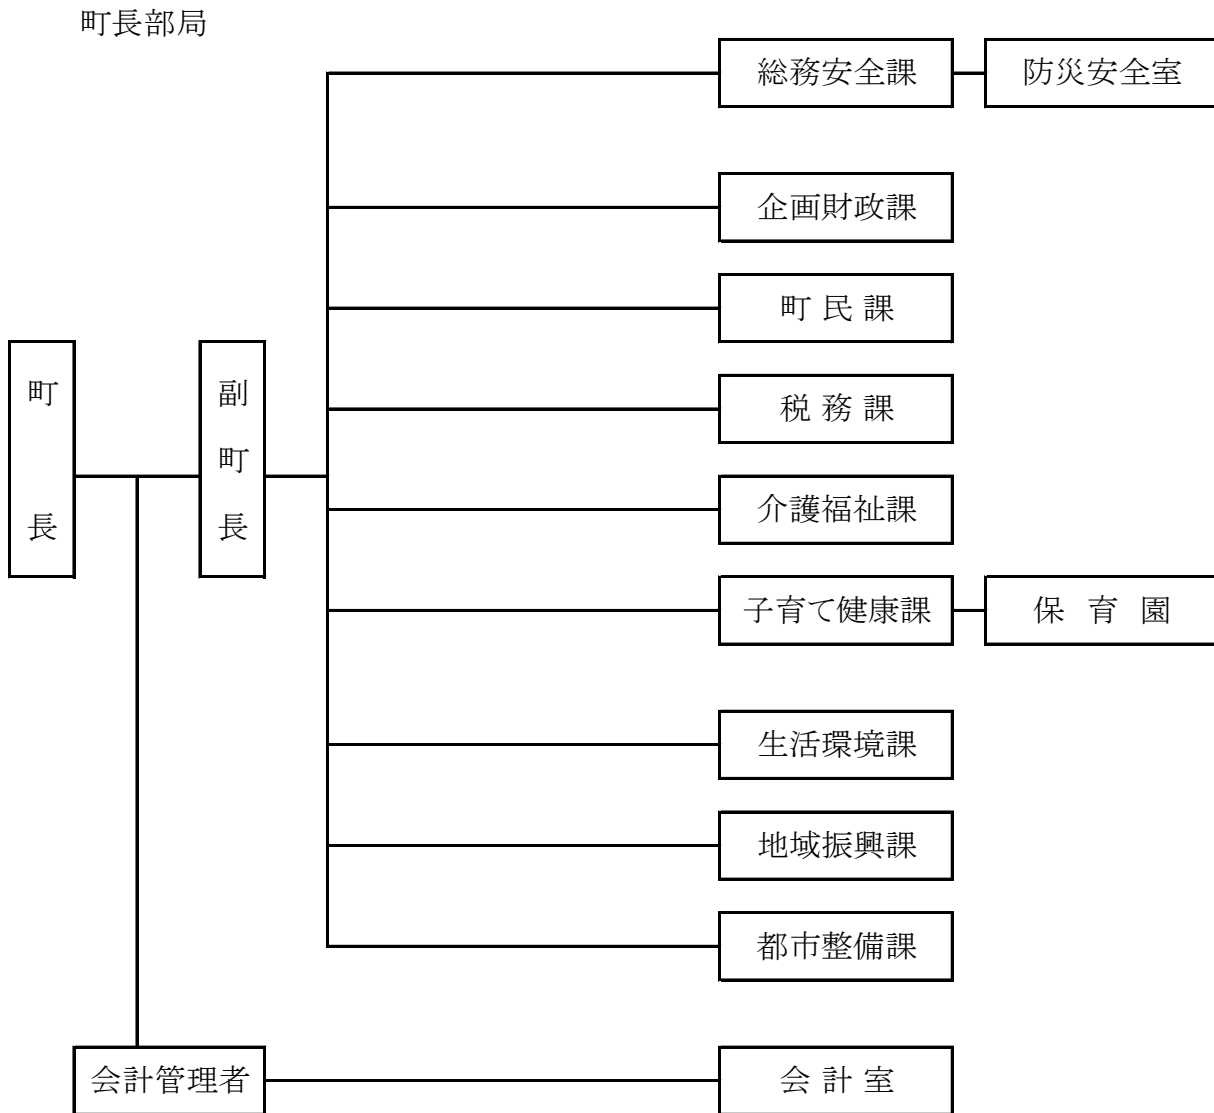 町長部局
総務安全課
防災安全室
企画財政課
町 民 課
税 務 課
町長
副町長
介護福祉課
子育て健康課
保 育 園
生活環境課
地域振興課
都市整備課
会計管理者
会 計 室